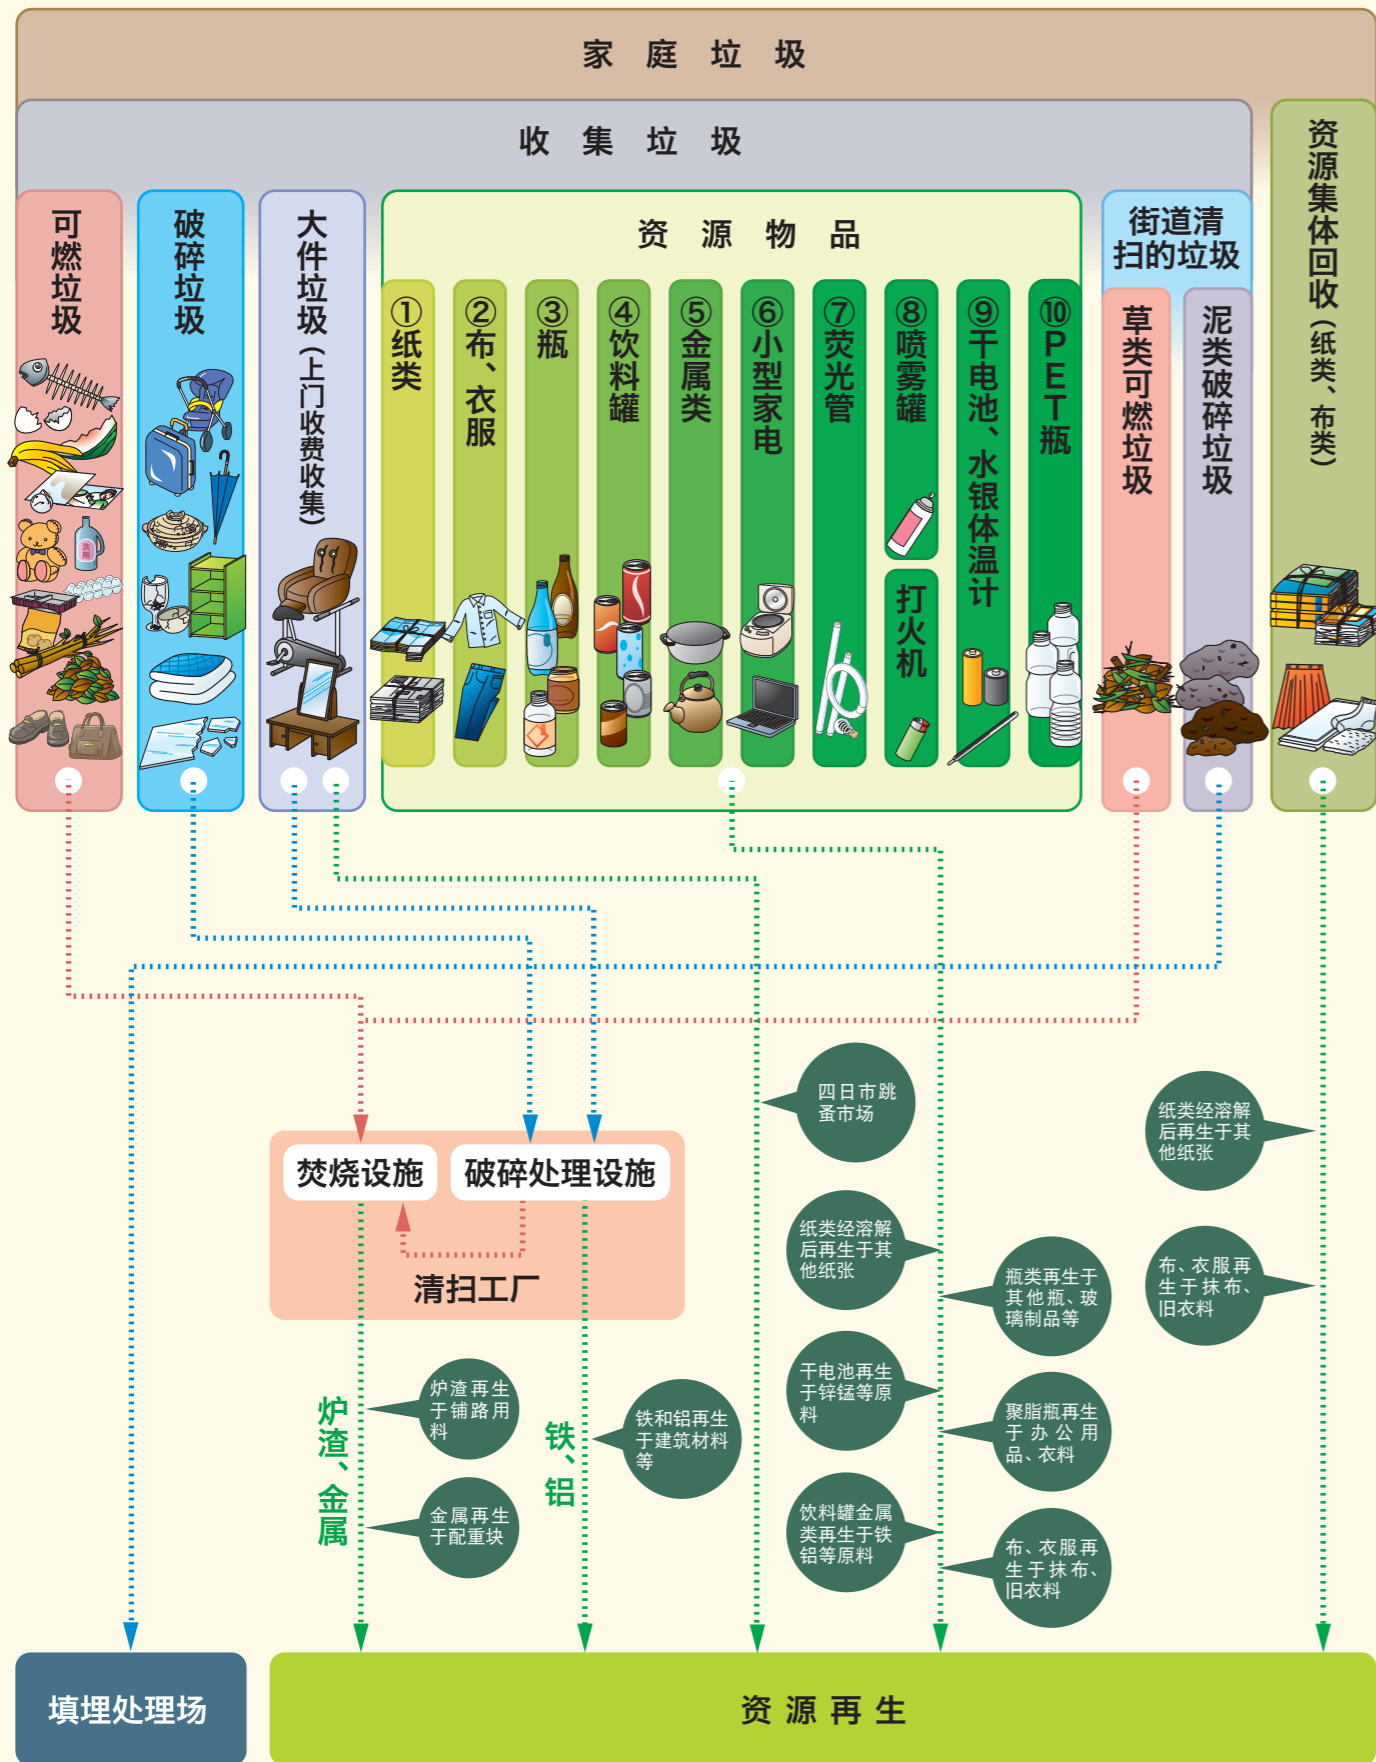 家庭垃圾
收集垃圾
资源集体回收（纸类、布类）
可燃垃圾
破碎垃圾
大件垃圾（上门收费收集）
资源物品
①纸类
②布、衣服
③瓶
④饮料罐
⑤金属类
⑥小型家电
⑦荧光管
⑧喷雾罐
打火机
⑨干电池、水银体温计
⑩PET瓶
街道清
扫的垃圾
草类可燃垃圾
泥类破碎垃圾
洗剂
四日市跳
蚤市场
纸类经溶解
后再生于其
他纸张
焚烧设施
破碎处理设施
清扫工厂
纸类经溶解
后再生于其
他纸张
瓶类再生于
其他瓶、玻
璃制品等
布、衣服再
生于抹布、
旧衣料
炉渣、金属
炉渣再生
于铺路用
料
金属再生
于配重块
铁、铝
铁和铝再生
于建筑材料
等
干电池再生
于锌锰等原
料
聚脂瓶再生
于办公用
品、衣料
饮料罐金属
类再生于铁
铝等原料
布、衣服再
生于抹布、
旧衣料
填埋处理场
资源再生